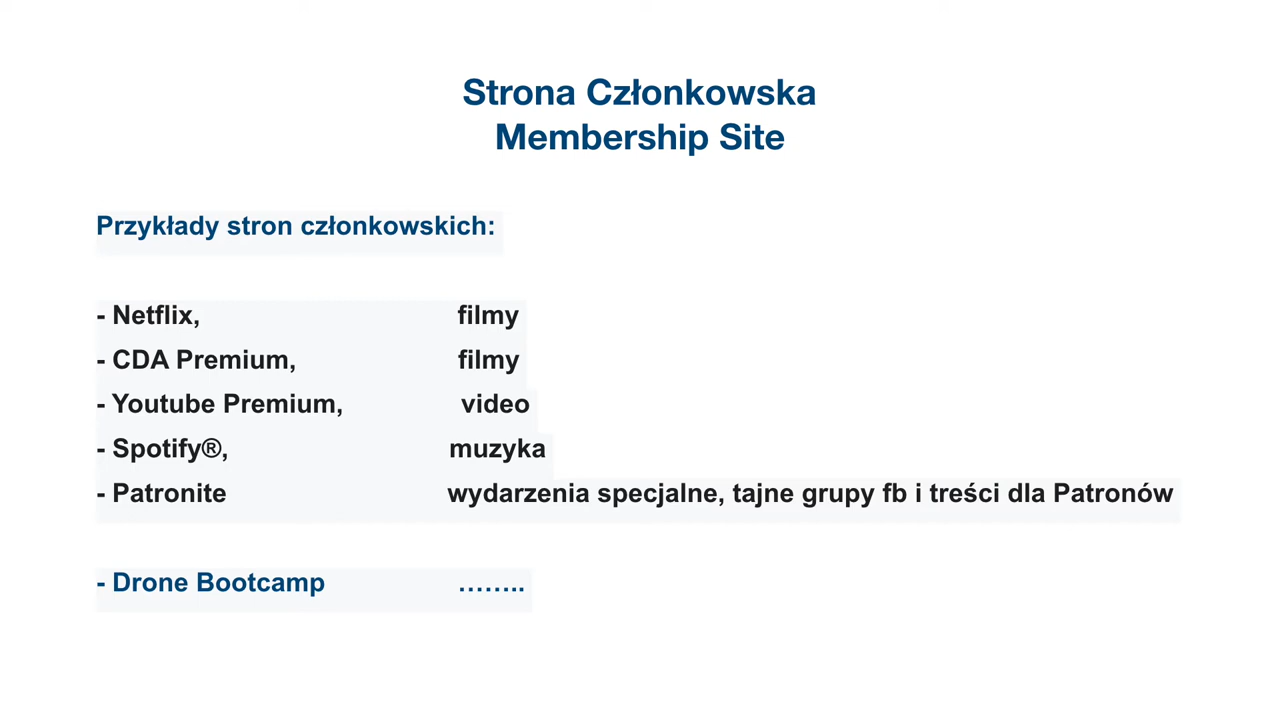 Strona Członkowska
Membership Site
Przykłady stron członkowskich:
- Netflix, filmy
- CDA Premium, filmy
- Youtube Premium, video
- Spotify®, muzyka
- Patronite wydarzenia specjalne, tajne grupy fb i treści dla Patronów
- Drone Bootcamp ……..